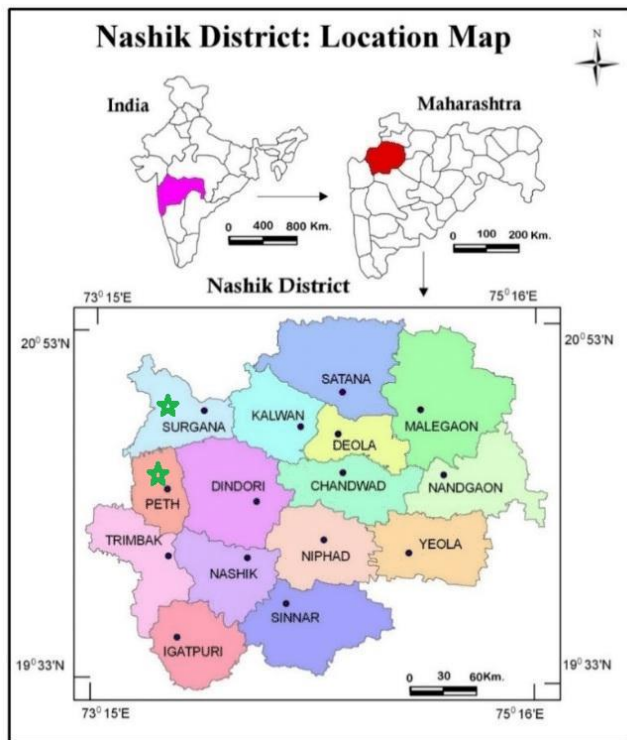 Nashik District: Location Map
N
India
Maharashtra
0 400 800 Km.
0 100 200 Km.
Nashik District
73⁰ 15'E
75⁰ 16'E
20⁰ 53'N
20⁰ 53'N
SATANA
SURGANA
KALWAN
MALEGAON
DEOLA
DINDORI
CHANDWAD
NANDGAON
PETH
TRIMBAK
NIPHAD
YEOLA
NASHIK
SINNAR
IGATPURI
19⁰ 33'N
19⁰ 33'N
0 30 60Km.
73⁰ 15'E
75⁰ 16'E